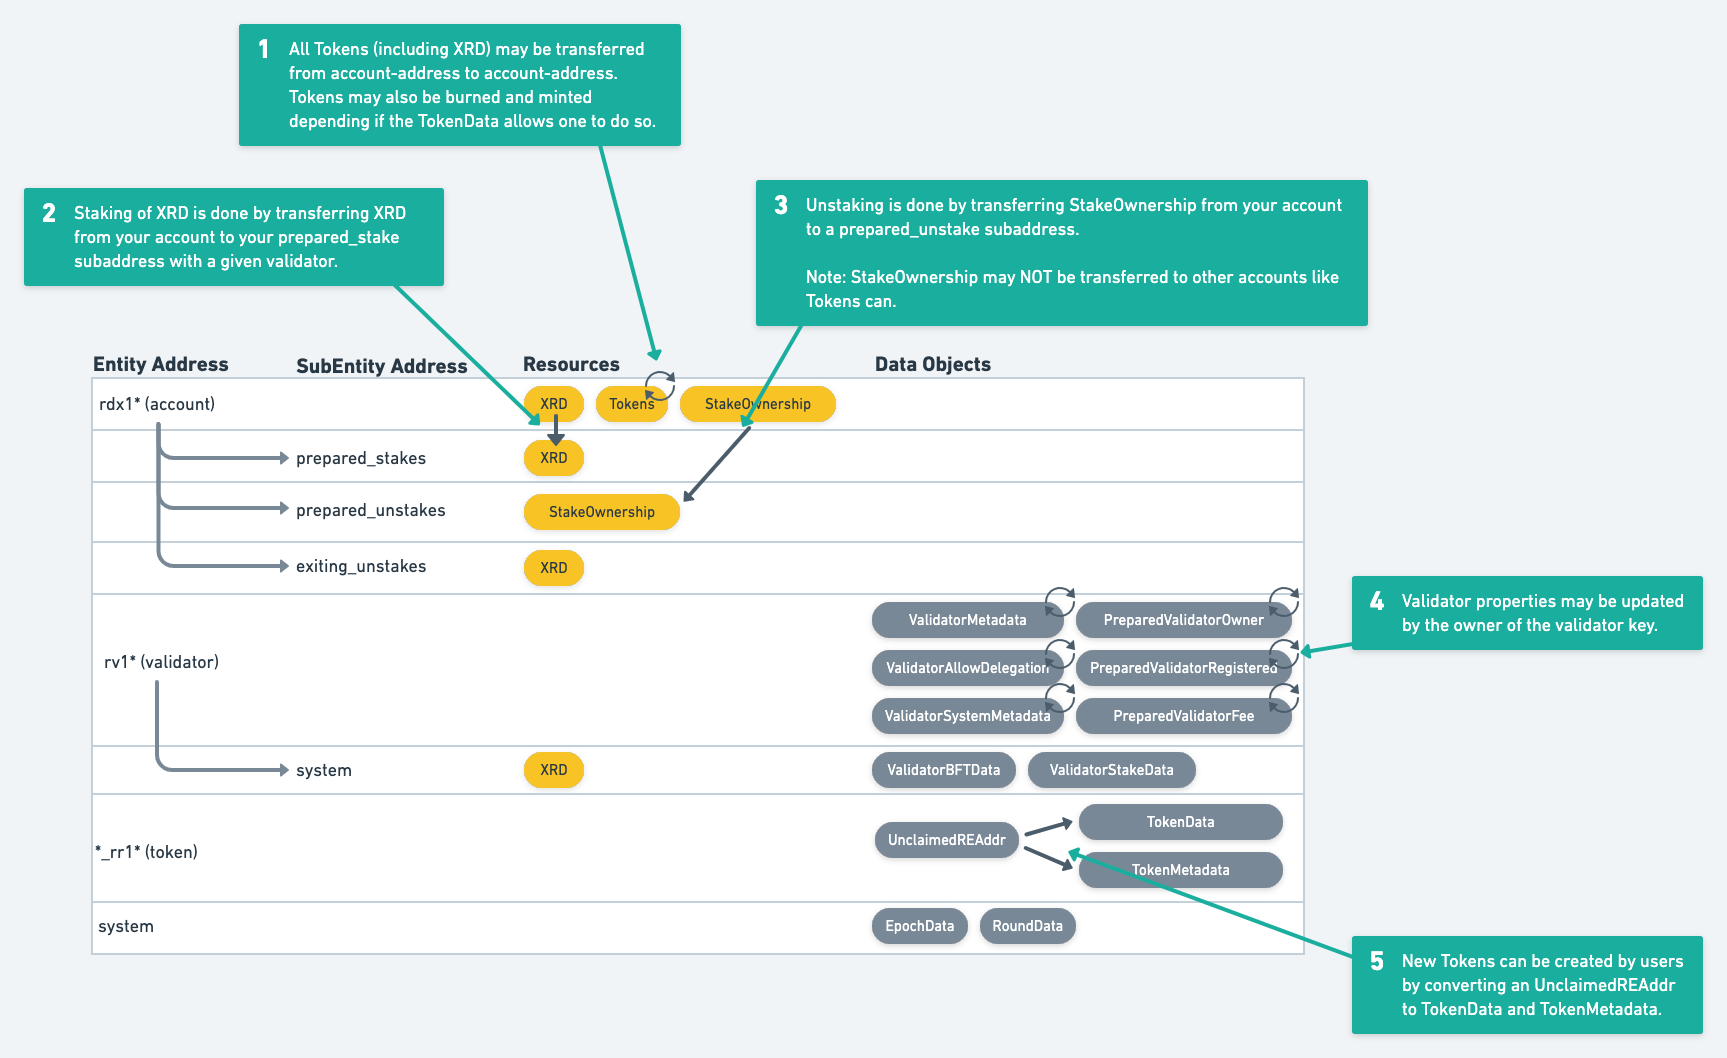 1 All Tokens (including XRD) may be transferred
from account-address to account-address.
Tokens may also be burned and minted
depending if the TokenData allows one to do so.
2 Staking of XRD is done by transferring XRD
from your account to your prepared_stake
subaddress with a given validator.
3 Unstaking is done by transferring StakeOwnership from your account
to a prepared_unstake subaddress.
Note: StakeOwnership may NOT be transferred to other accounts like
Tokens can.
Entity Address SubEntity Address Resources Data Objects
rdx1* (account) XRD Tokens StakeOwnership
prepared_stakes XRD
prepared_unstakes StakeOwnership
exiting_unstakes XRD
ValidatorMetadata PreparedValidatorOwner
rv1* (validator) ValidatorAllowDelegation PreparedValidatorRegistered
ValidatorSystemMetadata PreparedValidatorFee
system XRD ValidatorBFTData ValidatorStakeData
*_rr1* (token) UnclaimedREAddr TokenData
TokenMetadata
system EpochData RoundData
4 Validator properties may be updated
by the owner of the validator key.
5 New Tokens can be created by users
by converting an UnclaimedREAddr
to TokenData and TokenMetadata.